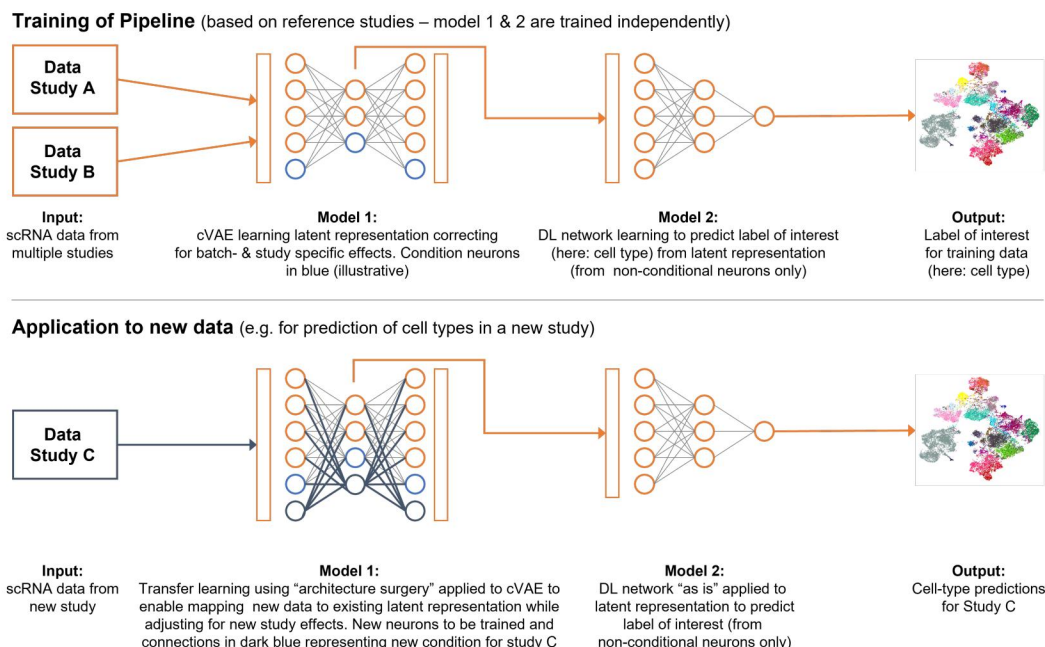 Training of Pipeline (based on reference studies – model 1 & 2 are trained independently)
Data
Study A
Data
Study B
Input:
scRNA data from
multiple studies
Model 1:
cVAE learning latent representation correcting
for batch- & study specific effects. Condition neurons
in blue (illustrative)
Model 2:
DL network learning to predict label of interest
(here: cell type) from latent representation
(from non-conditional neurons only)
Output:
Label of interest
for training data
(here: cell type)
Application to new data (e.g. for prediction of cell types in a new study)
Data
Study C
Input:
scRNA data from
new study
Model 1:
Transfer learning using “architecture surgery” applied to cVAE to
enable mapping new data to existing latent representation while
adjusting for new study effects. New neurons to be trained and
connections in dark blue representing new condition for study C
Model 2:
DL network “as is” applied to
latent representation to predict
label of interest (from
non-conditional neurons only)
Output:
Cell-type predictions
for Study C